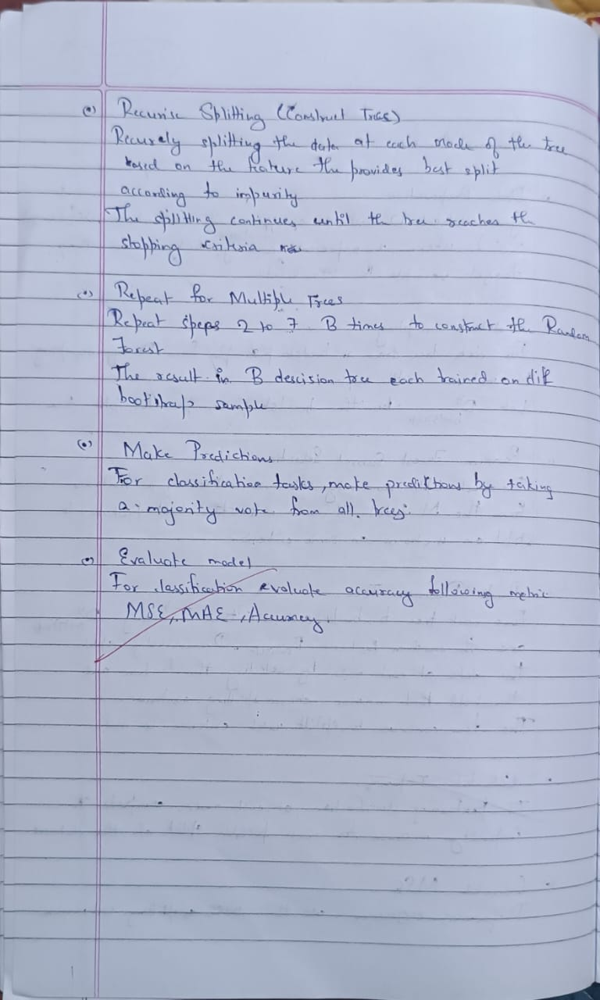 (•) Recurise Splitting (Construct Trees)
Recursely splitting the data at each node of the tree
based on the feature the provides best split
according to impurity
The splitting continues until the tree reaches the
stopping criteria
(•) Repeat for Multiple Trees
Repeat speps 2 to 7 B times to construct the Random
Forest
The result in B descision tree each trained on dif
bootstrap sample
(•) Make Predictions
For classification tasks, make predictions by taking
a majority vote from all trees.
(•) Evaluate model
For classification evaluate accuracy following metric
MSE, MAE, Accuracy.